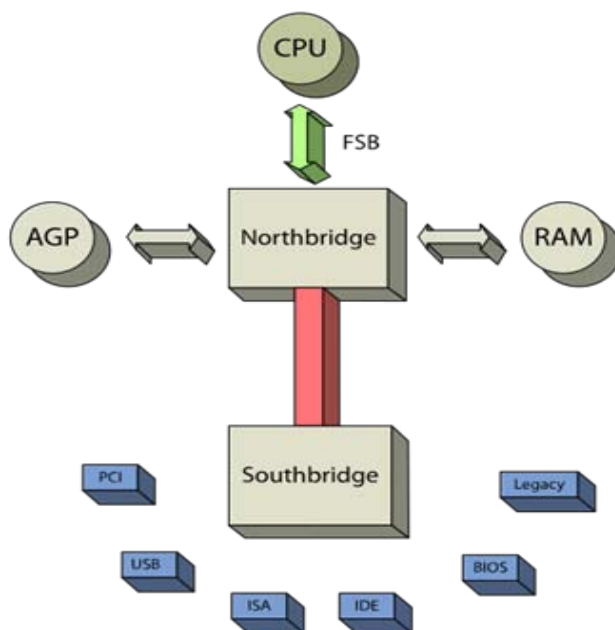 CPU
FSB
AGP
Northbridge
RAM
Southbridge
PCI
Legacy
USB
BIOS
ISA
IDE